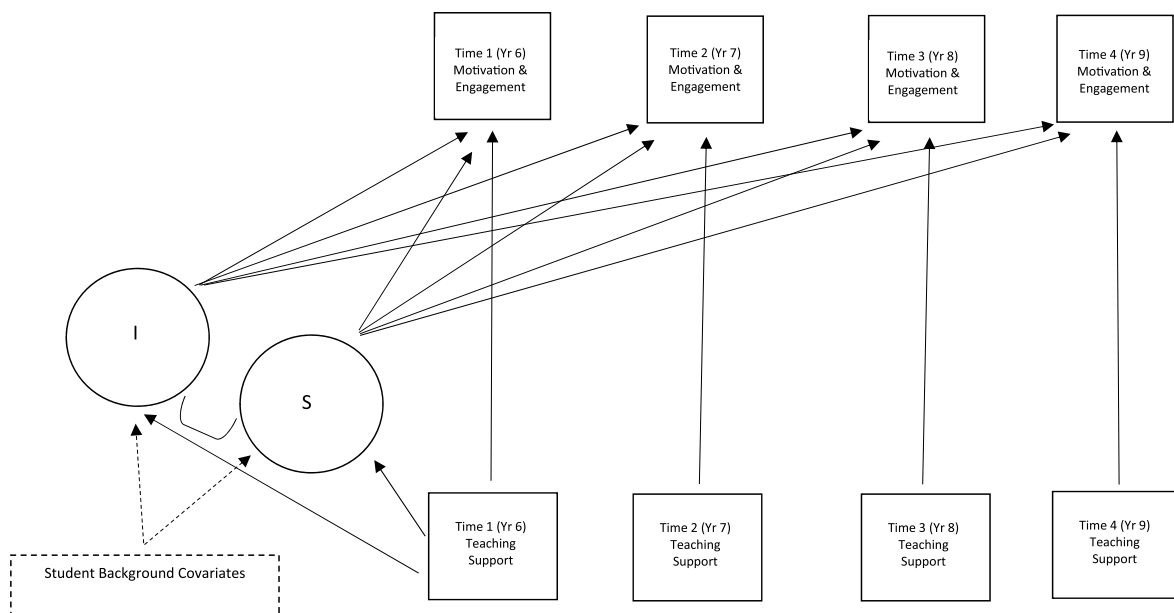 Time 1 (Yr 6)
Motivation &
Engagement
Time 2 (Yr 7)
Motivation &
Engagement
Time 3 (Yr 8)
Motivation &
Engagement
Time 4 (Yr 9)
Motivation &
Engagement
I
S
Time 1 (Yr 6)
Teaching
Support
Time 2 (Yr 7)
Teaching
Support
Time 3 (Yr 8)
Teaching
Support
Time 4 (Yr 9)
Teaching
Support
Student Background Covariates